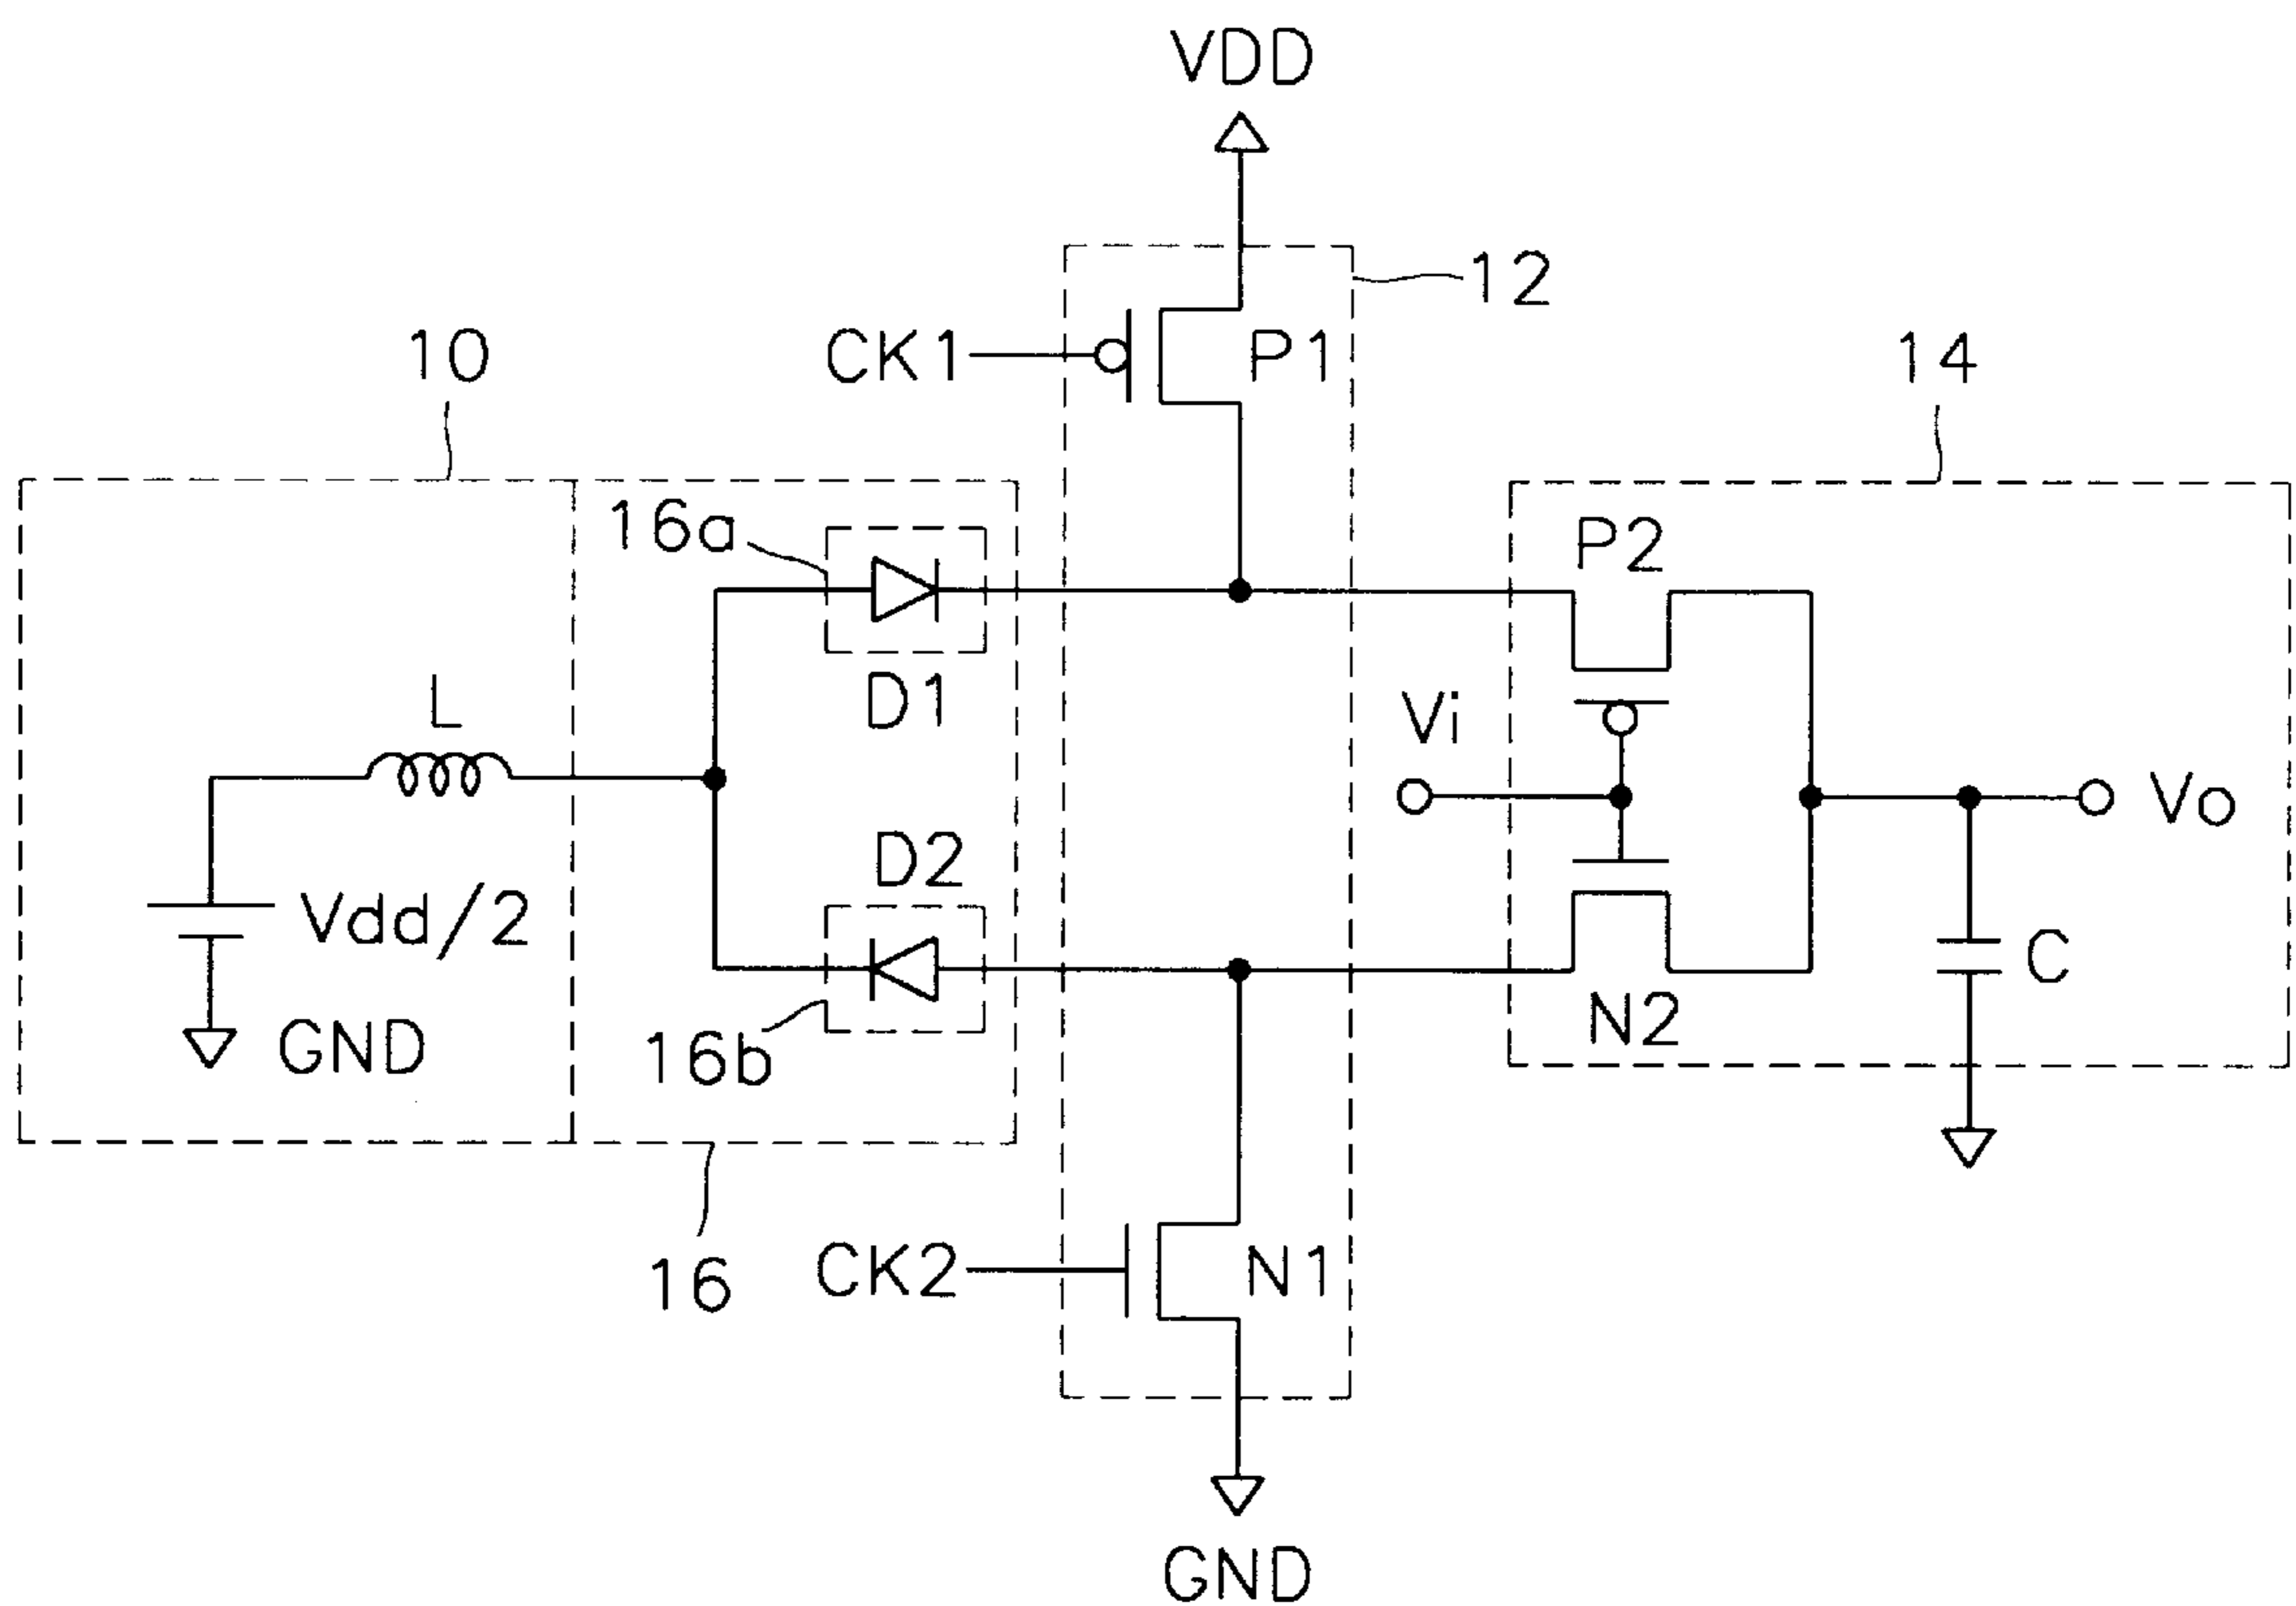 VDD
12
CK1
P1
10
14
16a
P2
D1
L
Vi
Vo
D2
Vdd/2
C
GND
16b
N2
CK2
N1
16
GND